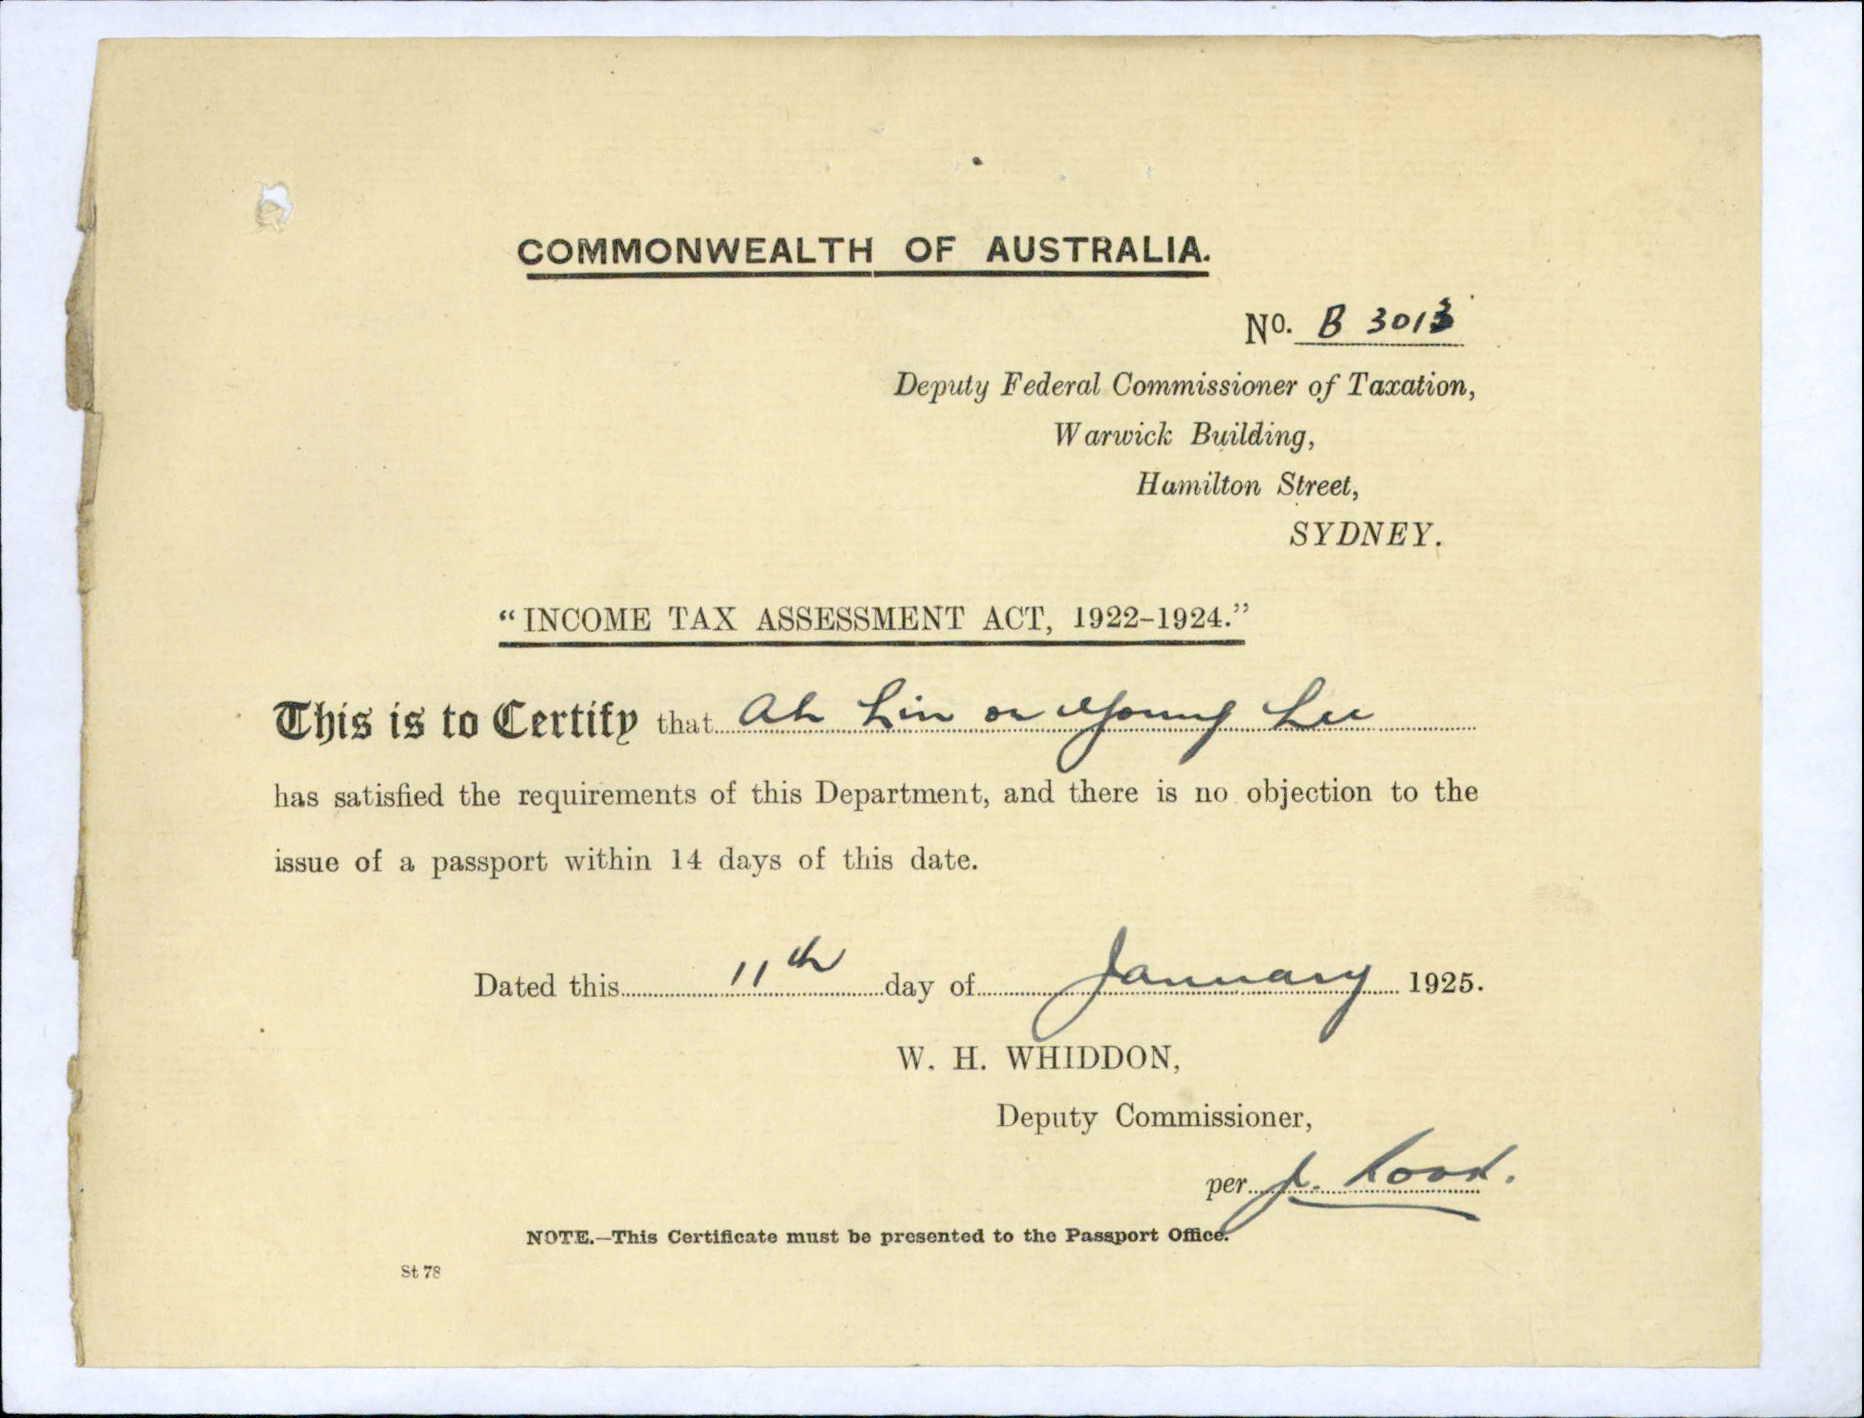 COMMONWEALTH OF AUSTRALIA.
No. B 3013
Deputy Federal Commissioner of Taxation,
Warwick Building,
Hamilton Street,
SYDNEY.
"INCOME TAX ASSESSMENT ACT, 1922-1924."
This is to Certify that Ah Lin or Young Lee
has satisfied the requirements of this Department, and there is no objection to the
issue of a passport within 14 days of this date.
Dated this 11th day of January 1925.
W. H. WHIDDON,
Deputy Commissioner,
per J.
NOTE.—This Certificate must be presented to the Passport Office.
St 78